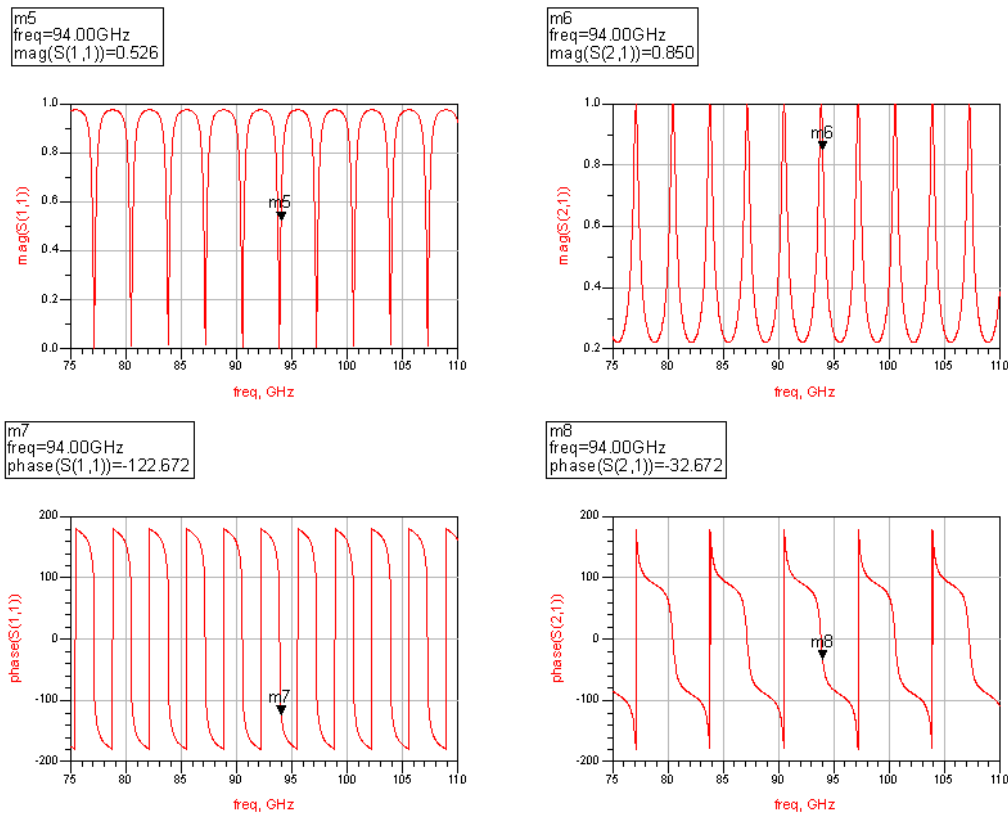 m5
freq=94.00GHz
mag(S(1,1))=0.526
m6
freq=94.00GHz
mag(S(2,1))=0.850
1.0
0.8
0.6
0.4
0.2
0.0
mag(S(1,1))
m5
75 80 85 90 95 100 105 110
freq, GHz
1.0
0.8
0.6
0.4
0.2
mag(S(2,1))
m6
75 80 85 90 95 100 105 110
freq, GHz
m7
freq=94.00GHz
phase(S(1,1))=-122.672
m8
freq=94.00GHz
phase(S(2,1))=-32.672
200
100
0
-100
-200
phase(S(1,1))
m7
75 80 85 90 95 100 105 110
freq, GHz
200
100
0
-100
-200
phase(S(2,1))
m8
75 80 85 90 95 100 105 110
freq, GHz